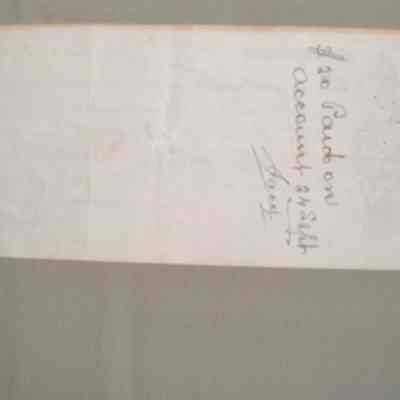 $20 Paid on
account 24 Sept